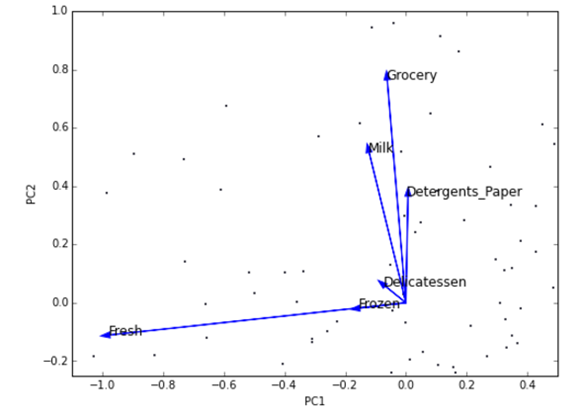 1.0
0.8
Grocery
0.6
Milk
0.4
Detergents_Paper
PC2
0.2
Delicatessen
0.0
Frozen
Fresh
−0.2
−1.0 −0.8 −0.6 −0.4 −0.2 0.0 0.2 0.4
PC1